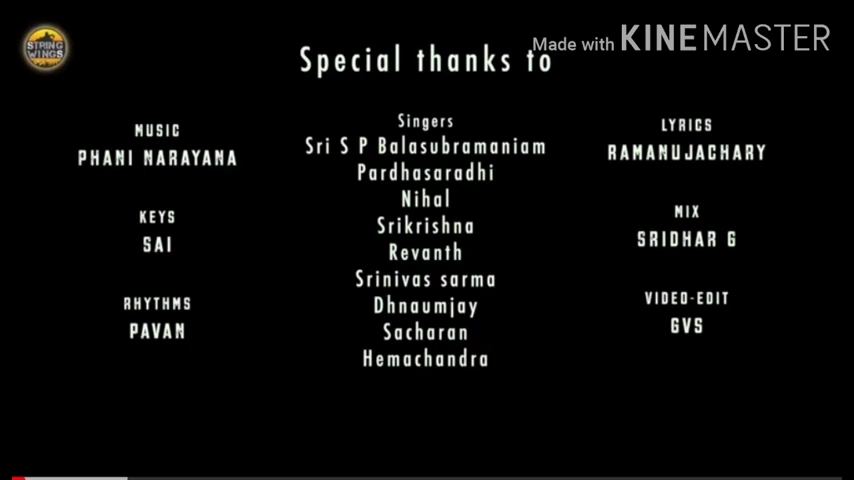 STRING
WINGS
Made with KINEMASTER
Special thanks to
MUSIC
PHANI NARAYANA
KEYS
SAI
RHYTHMS
PAVAN
Singers
Sri S P Balasubramaniam
Pardhasaradhi
Nihal
Srikrishna
Revanth
Srinivas sarma
Dhnaumjay
Sacharan
Hemachandra
LYRICS
RAMANUJACHARY
MIX
SRIDHAR G
VIDEO-EDIT
GVS